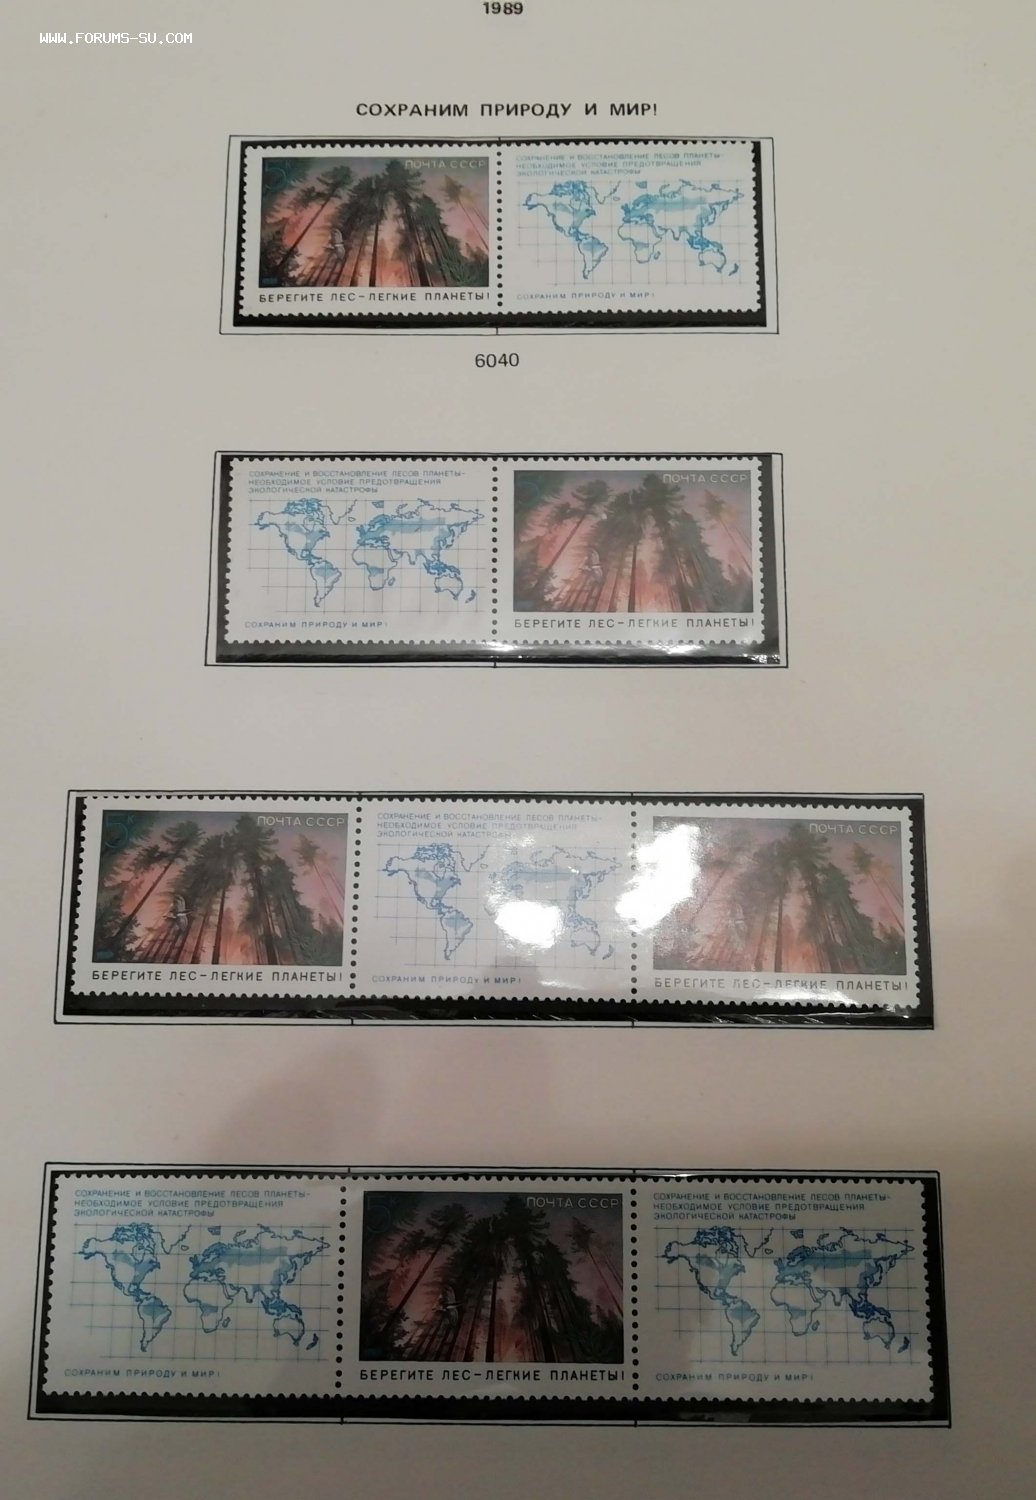 1989
WWW.FORUMS-SU.COM
СОХРАНИМ ПРИРОДУ И МИР!
5К ПОЧТА СССР
БЕРЕГИТЕ ЛЕС-ЛЕГКИЕ ПЛАНЕТЫ!
СОХРАНЕНИЕ И ВОССТАНОВЛЕНИЕ ЛЕСОВ ПЛАНЕТЫ-
НЕОБХОДИМОЕ УСЛОВИЕ ПРЕДОТВРАЩЕНИЯ
ЭКОЛОГИЧЕСКОЙ КАТАСТРОФЫ
СОХРАНИМ ПРИРОДУ И МИР!
6040
СОХРАНЕНИЕ И ВОССТАНОВЛЕНИЕ ЛЕСОВ ПЛАНЕТЫ-
НЕОБХОДИМОЕ УСЛОВИЕ ПРЕДОТВРАЩЕНИЯ
ЭКОЛОГИЧЕСКОЙ КАТАСТРОФЫ
СОХРАНИМ ПРИРОДУ И МИР!
ПОЧТА СССР
БЕРЕГИТЕ ЛЕС-ЛЕГКИЕ ПЛАНЕТЫ!
5К ПОЧТА СССР
БЕРЕГИТЕ ЛЕС-ЛЕГКИЕ ПЛАНЕТЫ!
СОХРАНЕНИЕ И ВОССТАНОВЛЕНИЕ ЛЕСОВ ПЛАНЕТЫ-
НЕОБХОДИМОЕ УСЛОВИЕ ПРЕДОТВРАЩЕНИЯ
ЭКОЛОГИЧЕСКОЙ КАТАСТРОФЫ
СОХРАНИМ ПРИРОДУ И МИР!
ПОЧТА СССР
БЕРЕГИТЕ ЛЕС-ЛЕГКИЕ ПЛАНЕТЫ!
СОХРАНЕНИЕ И ВОССТАНОВЛЕНИЕ ЛЕСОВ ПЛАНЕТЫ-
НЕОБХОДИМОЕ УСЛОВИЕ ПРЕДОТВРАЩЕНИЯ
ЭКОЛОГИЧЕСКОЙ КАТАСТРОФЫ
СОХРАНИМ ПРИРОДУ И МИР!
ПОЧТА СССР
БЕРЕГИТЕ ЛЕС-ЛЕГКИЕ ПЛАНЕТЫ!
СОХРАНЕНИЕ И ВОССТАНОВЛЕНИЕ ЛЕСОВ ПЛАНЕТЫ-
НЕОБХОДИМОЕ УСЛОВИЕ ПРЕДОТВРАЩЕНИЯ
ЭКОЛОГИЧЕСКОЙ КАТАСТРОФЫ
СОХРАНИМ ПРИРОДУ И МИР!